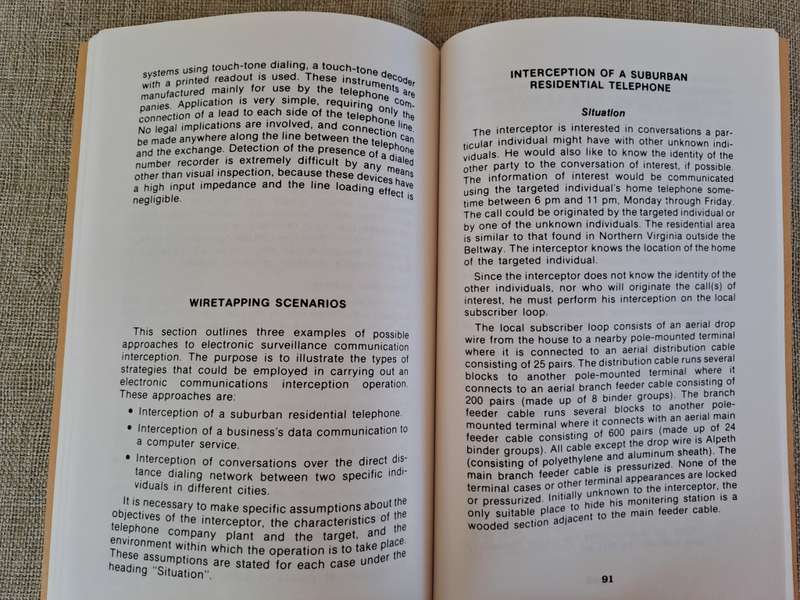 systems using touch-tone dialing, a touch-tone decoder
with a printed readout is used. These instruments are
manufactured mainly for use by the telephone com-
panies. Application is very simple, requiring only the
connection of a lead to each side of the telephone line.
No legal implications are involved, and connection can
be made anywhere along the line between the telephone
and the exchange. Detection of the presence of a dialed
number recorder is extremely difficult by any means
other than visual inspection, because these devices have
a high input impedance and the line loading effect is
negligible.
WIRETAPPING SCENARIOS
This section outlines three examples of possible
approaches to electronic surveillance communication
interception. The purpose is to illustrate the types of
strategies that could be employed in carrying out an
electronic communications interception operation.
These approaches are:
• Interception of a suburban residential telephone.
• Interception of a business's data communication to
a computer service.
• Interception of conversations over the direct dis-
tance dialing network between two specific indi-
viduals in different cities.
It is necessary to make specific assumptions about the
objectives of the interceptor, the characteristics of the
telephone company plant and the target, and the
environment within which the operation is to take place.
These assumptions are stated for each case under the
heading "Situation".
INTERCEPTION OF A SUBURBAN
RESIDENTIAL TELEPHONE
Situation
The interceptor is interested in conversations a par-
ticular individual might have with other unknown indi-
viduals. He would also like to know the identity of the
other party to the conversation of interest, if possible.
The information of interest would be communicated
using the targeted individual's home telephone some-
time between 6 pm and 11 pm, Monday through Friday.
The call could be originated by the targeted individual or
by one of the unknown individuals. The residential area
is similar to that found in Northern Virginia outside the
Beltway. The interceptor knows the location of the home
of the targeted individual.
Since the interceptor does not know the identity of the
other individuals, nor who will originate the call(s) of
interest, he must perform his interception on the local
subscriber loop.
The local subscriber loop consists of an aerial drop
wire from the house to a nearby pole-mounted terminal
where it is connected to an aerial distribution cable
consisting of 25 pairs. The distribution cable runs several
blocks to another pole-mounted terminal where it
connects to an aerial branch feeder cable consisting of
200 pairs (made up of 8 binder groups). The branch
feeder cable runs several blocks to another pole-
mounted terminal where it connects with an aerial main
feeder cable consisting of 600 pairs (made up of 24
binder groups). All cable except the drop wire is Alpeth
(consisting of polyethylene and aluminum sheath). The
main branch feeder cable is pressurized. None of the
terminal cases or other terminal appearances are locked
or pressurized. Initially unknown to the interceptor, the
only suitable place to hide his monitering station is a
wooded section adjacent to the main feeder cable.
91